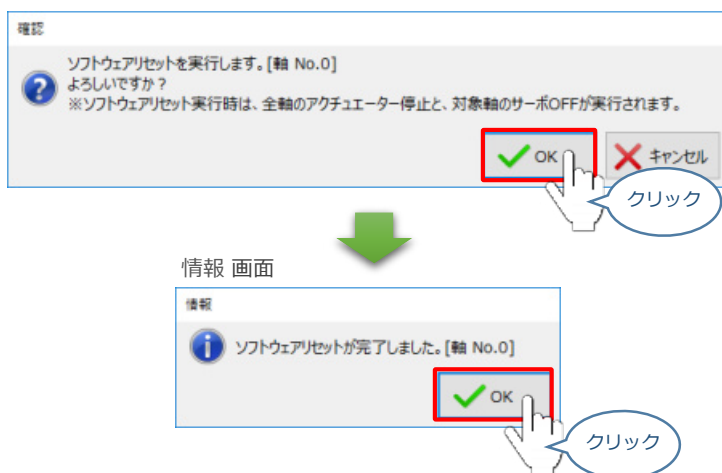 確認
ソフトウェアリセットを実行します。[軸 No.0]
よろしいですか？
※ソフトウェアリセット実行時は、全軸のアクチュエーター停止と、対象軸のサーボOFFが実行されます。
OK
キャンセル
クリック
情報 画面
情報
ソフトウェアリセットが完了しました。[軸 No.0]
OK
クリック